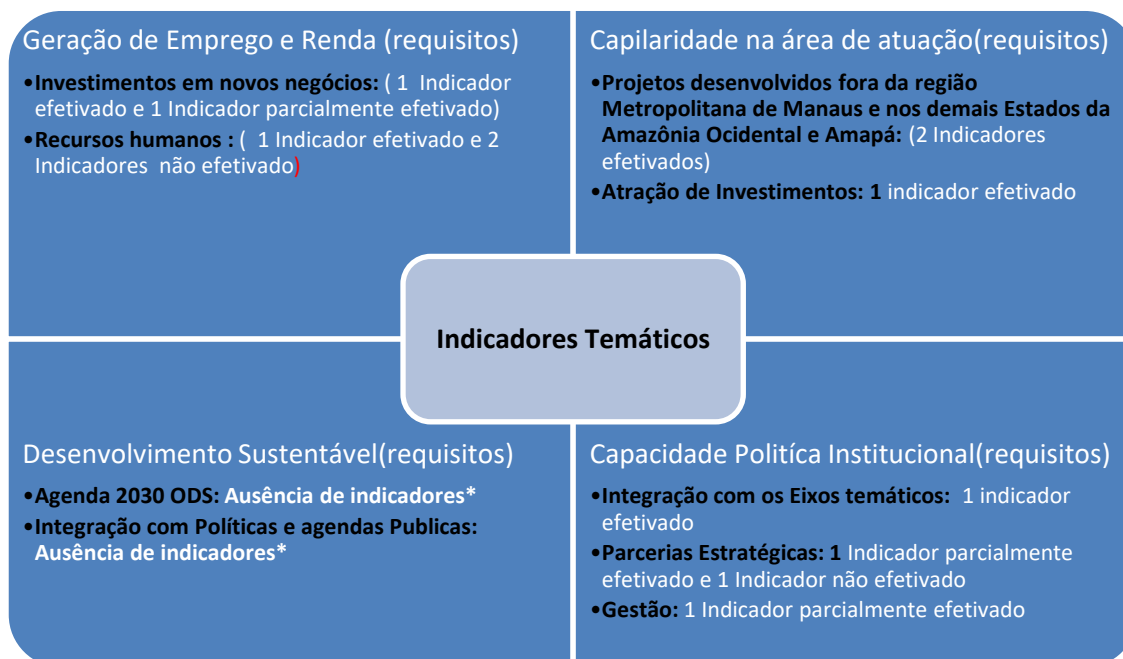 Geração de Emprego e Renda (requisitos)
•Investimentos em novos negócios: ( 1 Indicador
efetivado e 1 Indicador parcialmente efetivado)
•Recursos humanos : ( 1 Indicador efetivado e 2
Indicadores não efetivado)
Capilaridade na área de atuação(requisitos)
•Projetos desenvolvidos fora da região
Metropolitana de Manaus e nos demais Estados da
Amazônia Ocidental e Amapá: (2 Indicadores
efetivados)
•Atração de Investimentos: 1 indicador efetivado
Indicadores Temáticos
Desenvolvimento Sustentável(requisitos)
•Agenda 2030 ODS: Ausência de indicadores*
•Integração com Políticas e agendas Publicas:
Ausência de indicadores*
Capacidade Politíca Institucional(requisitos)
•Integração com os Eixos temáticos: 1 indicador
efetivado
•Parcerias Estratégicas: 1 Indicador parcialmente
efetivado e 1 Indicador não efetivado
•Gestão: 1 Indicador parcialmente efetivado